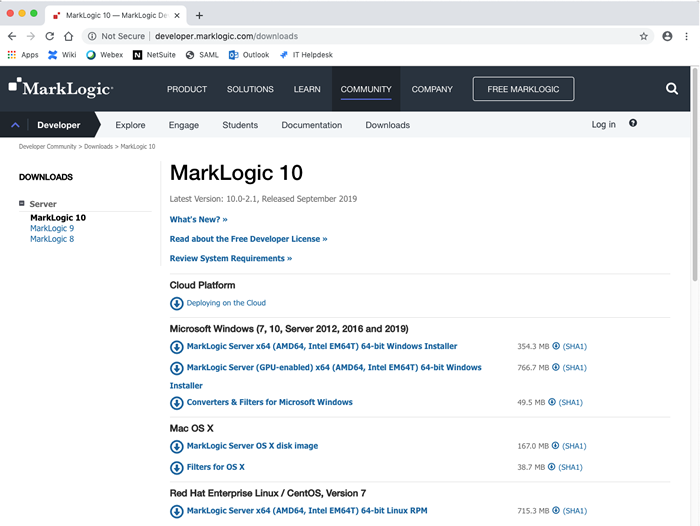 MarkLogic 10 — MarkLogic De
Not Secure | developer.marklogic.com/downloads
Apps Wiki Webex NetSuite SAML Outlook IT Helpdesk
MarkLogic PRODUCT SOLUTIONS LEARN COMMUNITY COMPANY FREE MARKLOGIC
Developer Explore Engage Students Documentation Downloads Log in
Developer Community > Downloads > MarkLogic 10
DOWNLOADS
Server
MarkLogic 10
MarkLogic 9
MarkLogic 8
MarkLogic 10
Latest Version: 10.0-2.1, Released September 2019
What's New? »
Read about the Free Developer License »
Review System Requirements »
Cloud Platform
Deploying on the Cloud
Microsoft Windows (7, 10, Server 2012, 2016 and 2019)
MarkLogic Server x64 (AMD64, Intel EM64T) 64-bit Windows Installer 354.3 MB (SHA1)
MarkLogic Server (GPU-enabled) x64 (AMD64, Intel EM64T) 64-bit Windows 766.7 MB (SHA1)
Installer
Converters & Filters for Microsoft Windows 49.5 MB (SHA1)
Mac OS X
MarkLogic Server OS X disk image 167.0 MB (SHA1)
Filters for OS X 38.7 MB (SHA1)
Red Hat Enterprise Linux / CentOS, Version 7
MarkLogic Server x64 (AMD64, Intel EM64T) 64-bit Linux RPM 715.3 MB (SHA1)